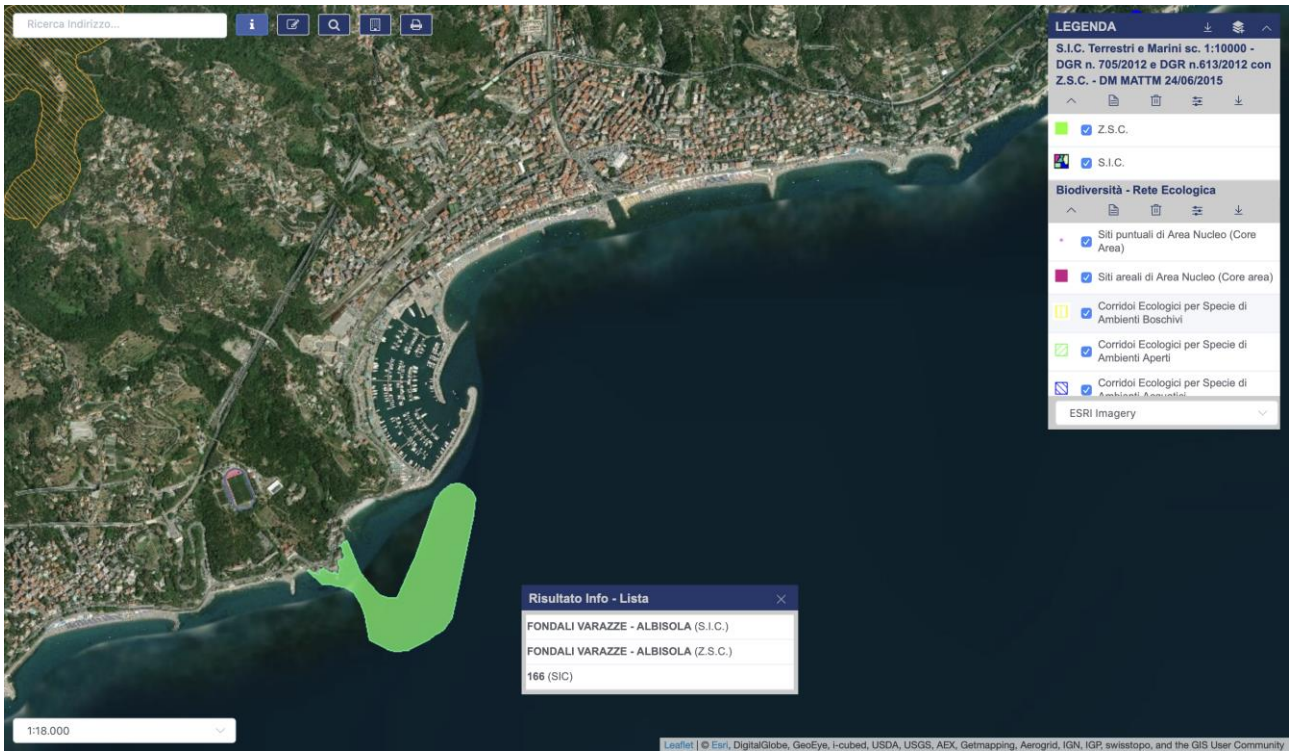 Ricerca Indirizzo...
i
LEGENDA
S.I.C. Terrestri e Marini sc. 1:10000 -
DGR n. 705/2012 e DGR n.613/2012 con
Z.S.C. - DM MATTM 24/06/2015
Z.S.C.
S.I.C.
Biodiversità - Rete Ecologica
Siti puntuali di Area Nucleo (Core
Area)
Siti areali di Area Nucleo (Core area)
Corridoi Ecologici per Specie di
Ambienti Boschivi
Corridoi Ecologici per Specie di
Ambienti Aperti
Corridoi Ecologici per Specie di
Ambienti Acquatici
ESRI Imagery
Risultato Info - Lista
FONDALI VARAZZE - ALBISOLA (S.I.C.)
FONDALI VARAZZE - ALBISOLA (Z.S.C.)
166 (SIC)
1:18.000
Leaflet | © Esri, DigitalGlobe, GeoEye, i-cubed, USDA, USGS, AEX, Getmapping, Aerogrid, IGN, IGP, swisstopo, and the GIS User Community